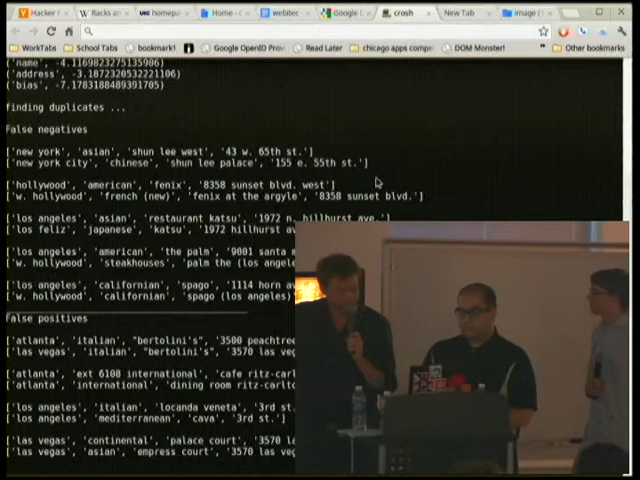 Hacker N
Racks an
usc homepa
Home - G
webitec
Google I
crosh
New Tab
image (1
WorkTabs
School Tabs
bookmark1
Google OpenID Prov
Read Later
chicago apps compe
DOM Monster!
Other bookmarks
('name', -4.1169823275135906)
('address', -3.1872320532221106)
('bias', -7.1783188489391705)
finding duplicates ...
False negatives
['new york', 'asian', 'shun lee west', '43 w. 65th st.']
['new york city', 'chinese', 'shun lee palace', '155 e. 55th st.']
['hollywood', 'american', 'fenix', '8358 sunset blvd. west']
['w. hollywood', 'french (new)', 'fenix at the argyle', '8358 sunset blvd.']
['los angeles', 'asian', 'restaurant katsu', '1972 n. hillhurst ave.']
['los feliz', 'japanese', 'katsu', '1972 hillhurst av
['los angeles', 'american', 'the palm', '9001 santa m
['w. hollywood', 'steakhouses', 'palm the (los angele
['los angeles', 'californian', 'spago', '1114 horn av
['w. hollywood', 'californian', 'spago (los angeles)'
False positives
['atlanta', 'italian', "bertolini's", '3500 peachtree
['las vegas', 'italian', "bertolini's", '3570 las veg
['atlanta', 'ext 6108 international', 'cafe ritz-carl
['atlanta', 'international', 'dining room ritz-carlto
['los angeles', 'italian', 'locanda veneta', '3rd st.
['los angeles', 'mediterranean', 'cava', '3rd st.']
['las vegas', 'continental', 'palace court', '3570 la
['las vegas', 'asian', 'empress court', '3570 las veg